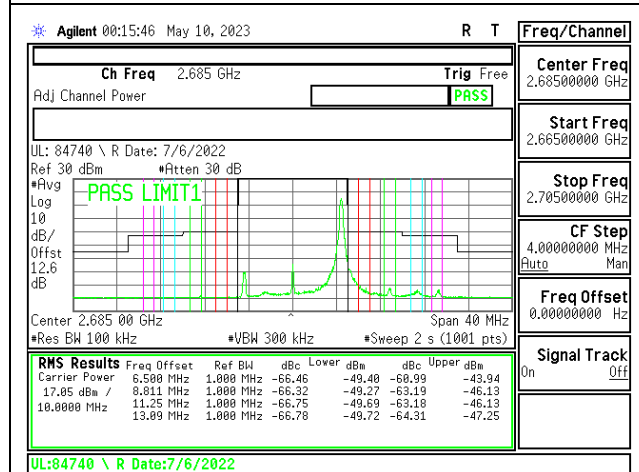 Agilent 00:15:46 May 10, 2023 R T
Freq/Channel
Ch Freq 2.685 GHz Trig Free
Adj Channel Power PASS
UL: 84740 \ R Date: 7/6/2022
Ref 30 dBm #Atten 30 dB
#Avg
Log
10
dB/
Offst
12.6
dB
PASS LIMIT1
Center 2.685 00 GHz ^ Span 40 MHz
#Res BW 100 kHz #VBW 300 kHz #Sweep 2 s (1001 pts)
RMS Results Freq Offset Ref BW dBc Lower dBm dBc Upper dBm
Carrier Power 6.500 MHz 1.000 MHz -66.46 -49.40 -60.99 -43.94
17.05 dBm / 8.811 MHz 1.000 MHz -66.32 -49.27 -63.19 -46.13
10.0000 MHz 11.25 MHz 1.000 MHz -66.75 -49.69 -63.18 -46.13
13.09 MHz 1.000 MHz -66.78 -49.72 -64.31 -47.25
UL:84740 \ R Date:7/6/2022
Center Freq
2.68500000 GHz
Start Freq
2.66500000 GHz
Stop Freq
2.70500000 GHz
CF Step
4.00000000 MHz
Auto Man
Freq Offset
0.00000000 Hz
Signal Track
On Off